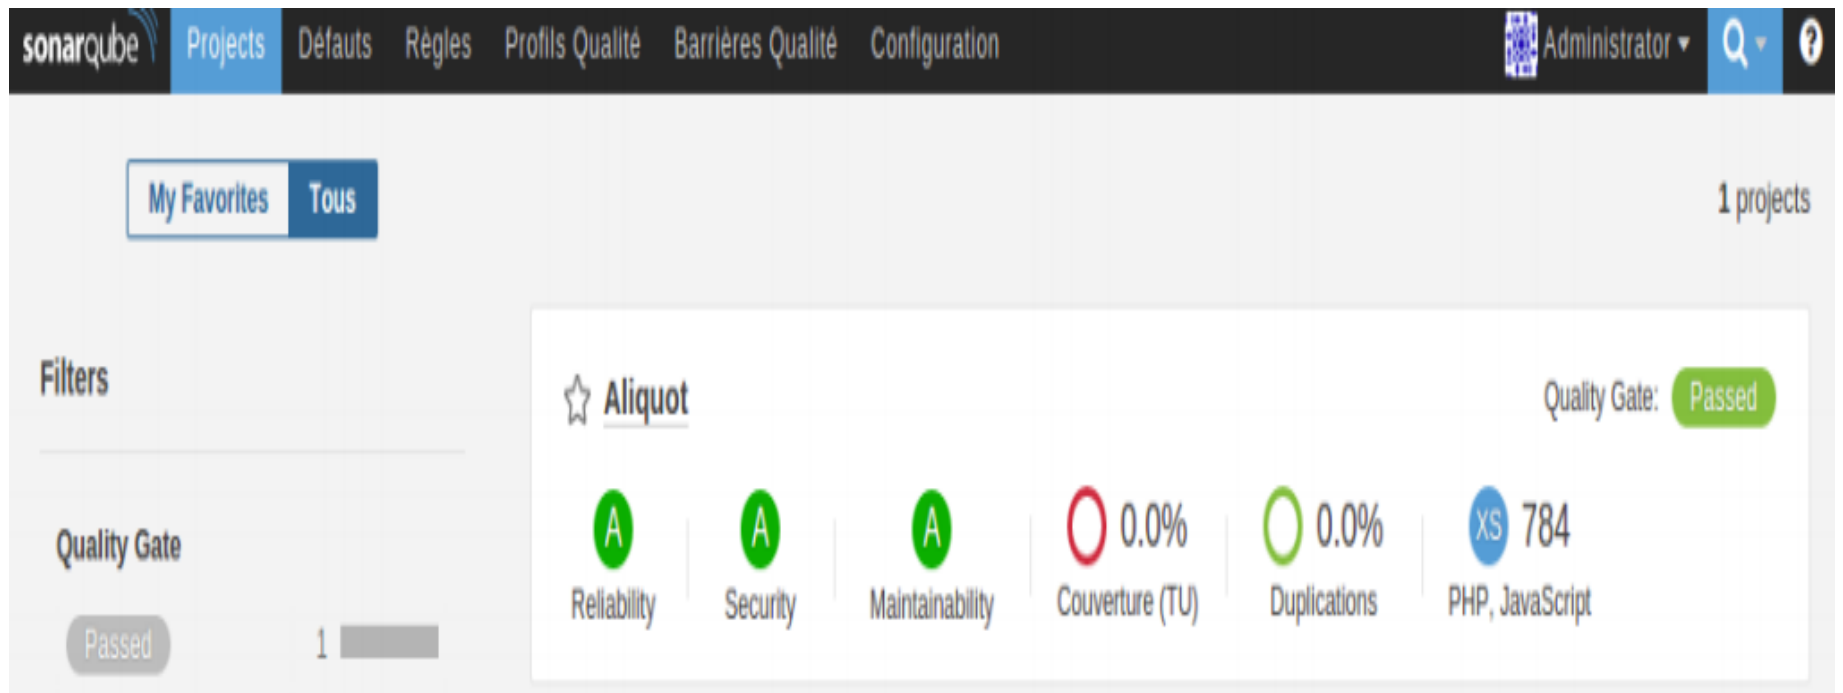 sonarqube Projects Défauts Règles Profils Qualité Barrières Qualité Configuration Administrator ?
My Favorites Tous 1 projects
Filters
Aliquot Quality Gate: Passed
Quality Gate
A A A 0.0% 0.0% XS 784
Reliability Security Maintainability Couverture (TU) Duplications PHP, JavaScript
Passed 1